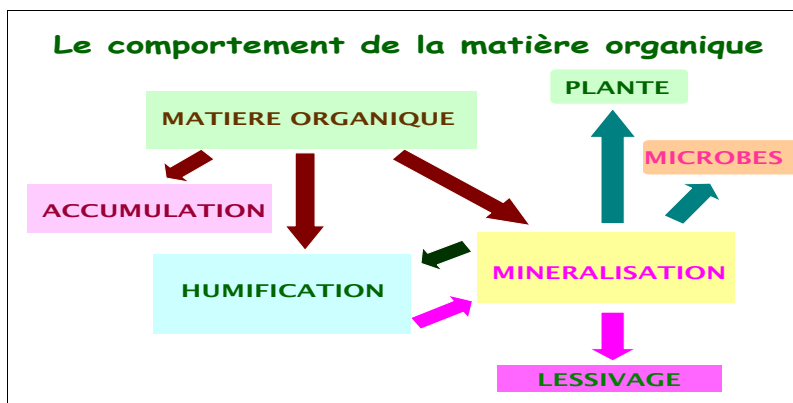 Le comportement de la matière organique
PLANTE
MATIERE ORGANIQUE
MICROBES
ACCUMULATION
MINERALISATION
HUMIFICATION
LESSIVAGE